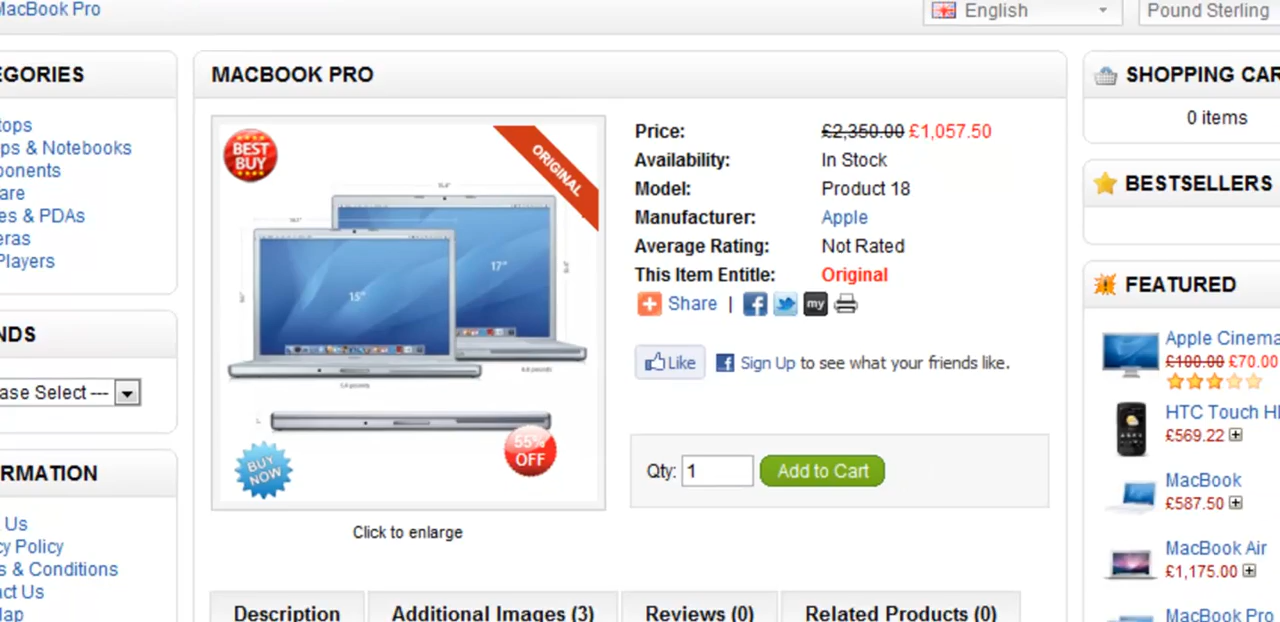 MacBook Pro
English
Pound Sterling
EGORIES
tops
ps & Notebooks
ponents
are
es & PDAs
eras
Players
NDS
ase Select ---
RMATION
Us
cy Policy
s & Conditions
act Us
Map
MACBOOK PRO
BEST
BUY
ORIGINAL
15"
17"
BUY
NOW
55%
OFF
Click to enlarge
Price: £2,350.00 £1,057.50
Availability: In Stock
Model: Product 18
Manufacturer: Apple
Average Rating: Not Rated
This Item Entitle: Original
Share | f my
Like f Sign Up to see what your friends like.
Qty: 1 Add to Cart
Description Additional Images (3) Reviews (0) Related Products (0)
SHOPPING CAR
0 items
BESTSELLERS
FEATURED
Apple Cinema
£100.00 £70.00
HTC Touch H
£569.22
MacBook
£587.50
MacBook Air
£1,175.00
MacBook Pro